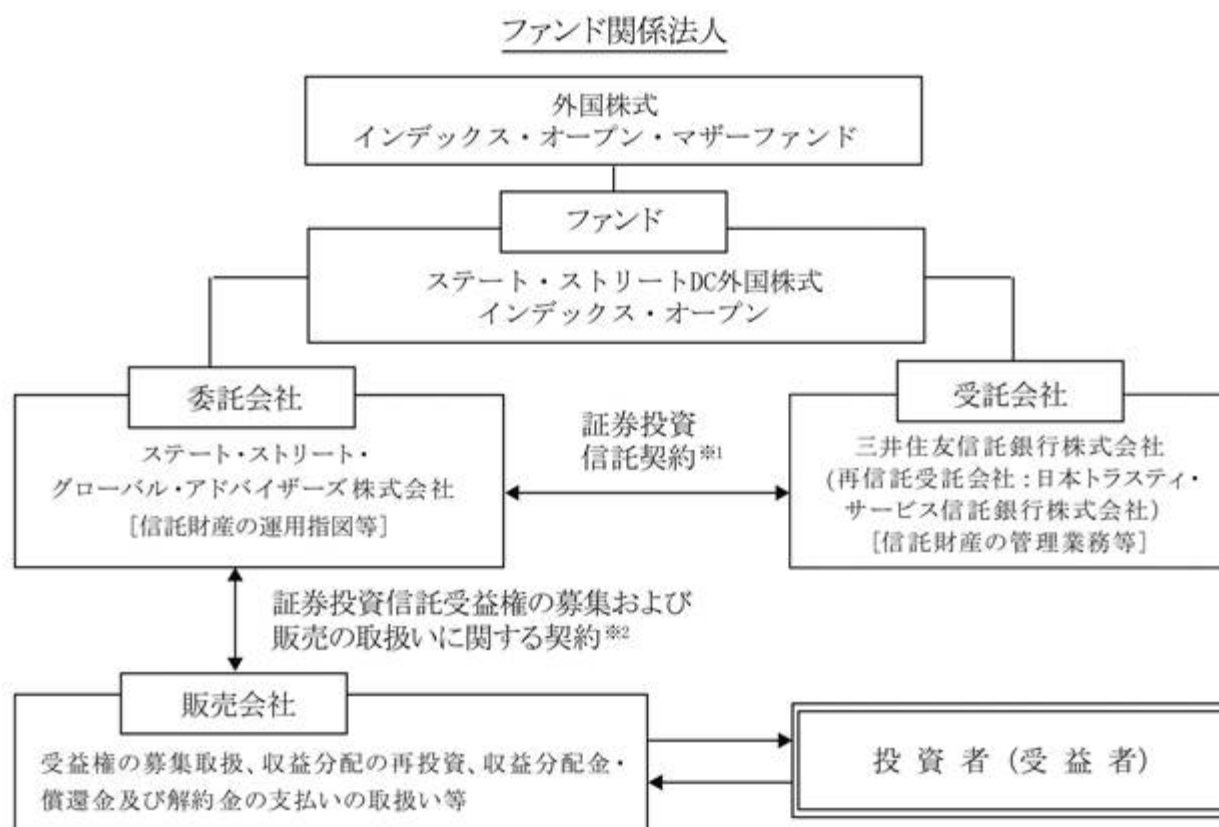 ファンド関係法人
外国株式
インデックス・オープン・マザーファンド
ファンド
ステート・ストリートDC外国株式
インデックス・オープン
委託会社
ステート・ストリート・
グローバル・アドバイザーズ株式会社
[信託財産の運用指図等]
証券投資
信託契約※1
受託会社
三井住友信託銀行株式会社
(再信託受託会社:日本トラスティ・
サービス信託銀行株式会社)
[信託財産の管理業務等]
証券投資信託受益権の募集および
販売の取扱いに関する契約※2
販売会社
受益権の募集取扱、収益分配の再投資、収益分配金・
償還金及び解約金の支払いの取扱い等
投資者(受益者)